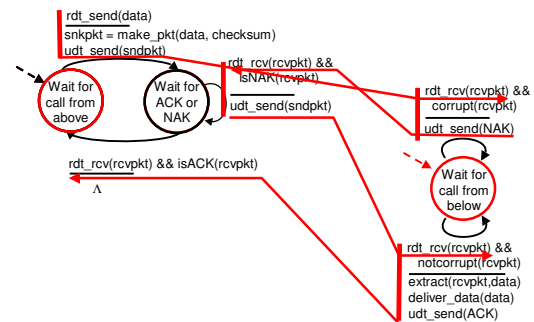 rdt_send(data)
snkpkt = make_pkt(data, checksum)
udt_send(sndpkt)
Wait for
call from
above
Wait for
ACK or
NAK
rdt_rcv(rcvpkt) &&
isNAK(rcvpkt)
udt_send(sndpkt)
rdt_rcv(rcvpkt) && isACK(rcvpkt)
Λ
rdt_rcv(rcvpkt) &&
corrupt(rcvpkt)
udt_send(NAK)
Wait for
call from
below
rdt_rcv(rcvpkt) &&
notcorrupt(rcvpkt)
extract(rcvpkt,data)
deliver_data(data)
udt_send(ACK)